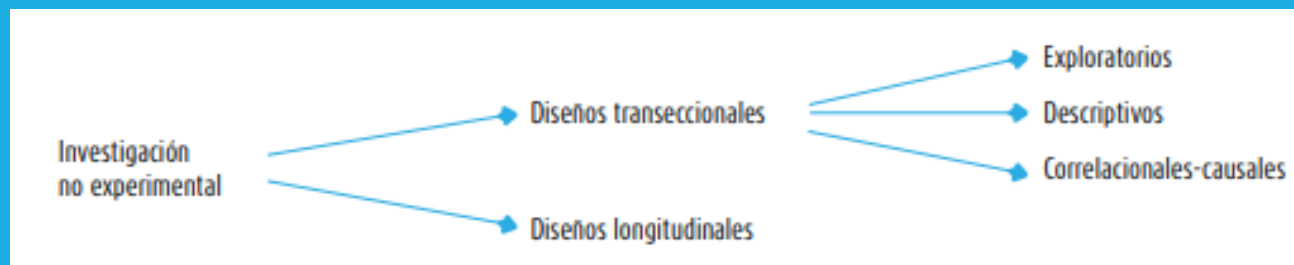 Investigación
no experimental
Diseños transeccionales
Diseños longitudinales
Exploratorios
Descriptivos
Correlacionales-causales